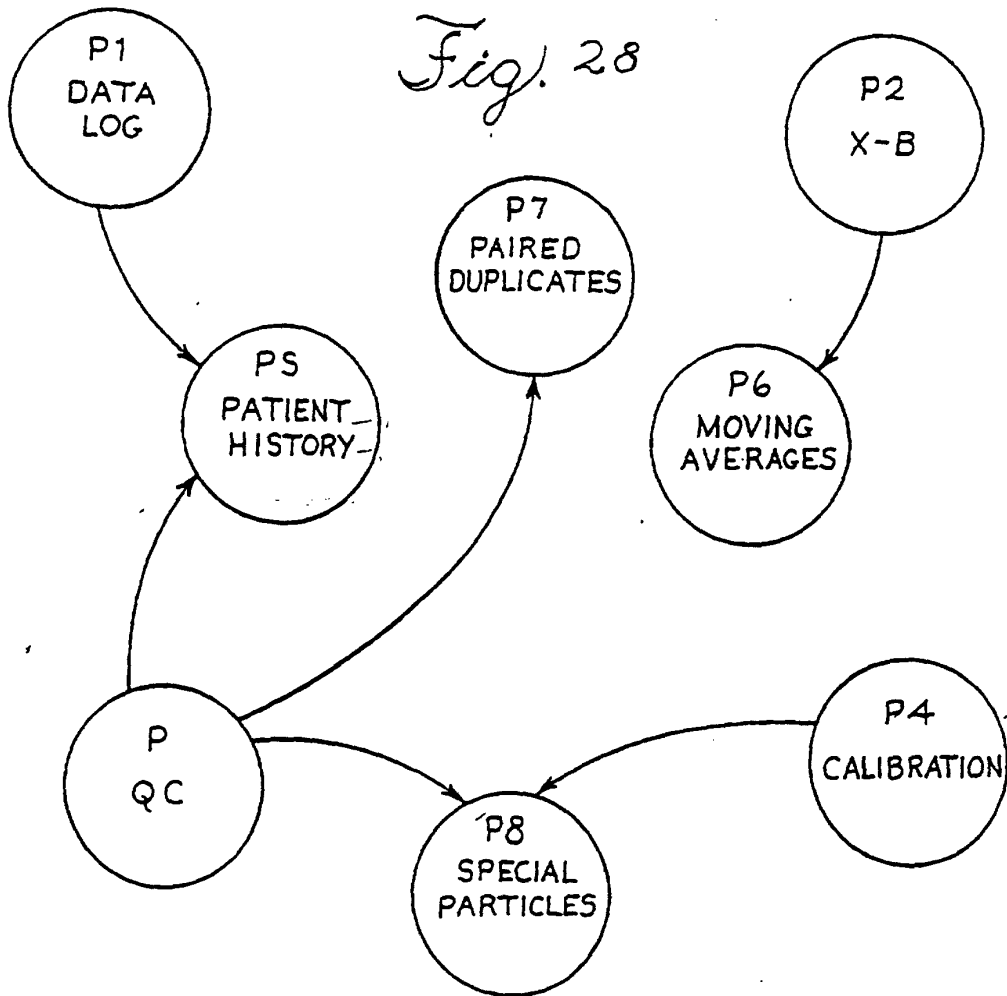 Fig. 28
P1
DATA
LOG
P2
X-B
P7
PAIRED
DUPLICATES
P5
PATIENT
HISTORY
P6
MOVING
AVERAGES
P
QC
P4
CALIBRATION
P8
SPECIAL
PARTICLES